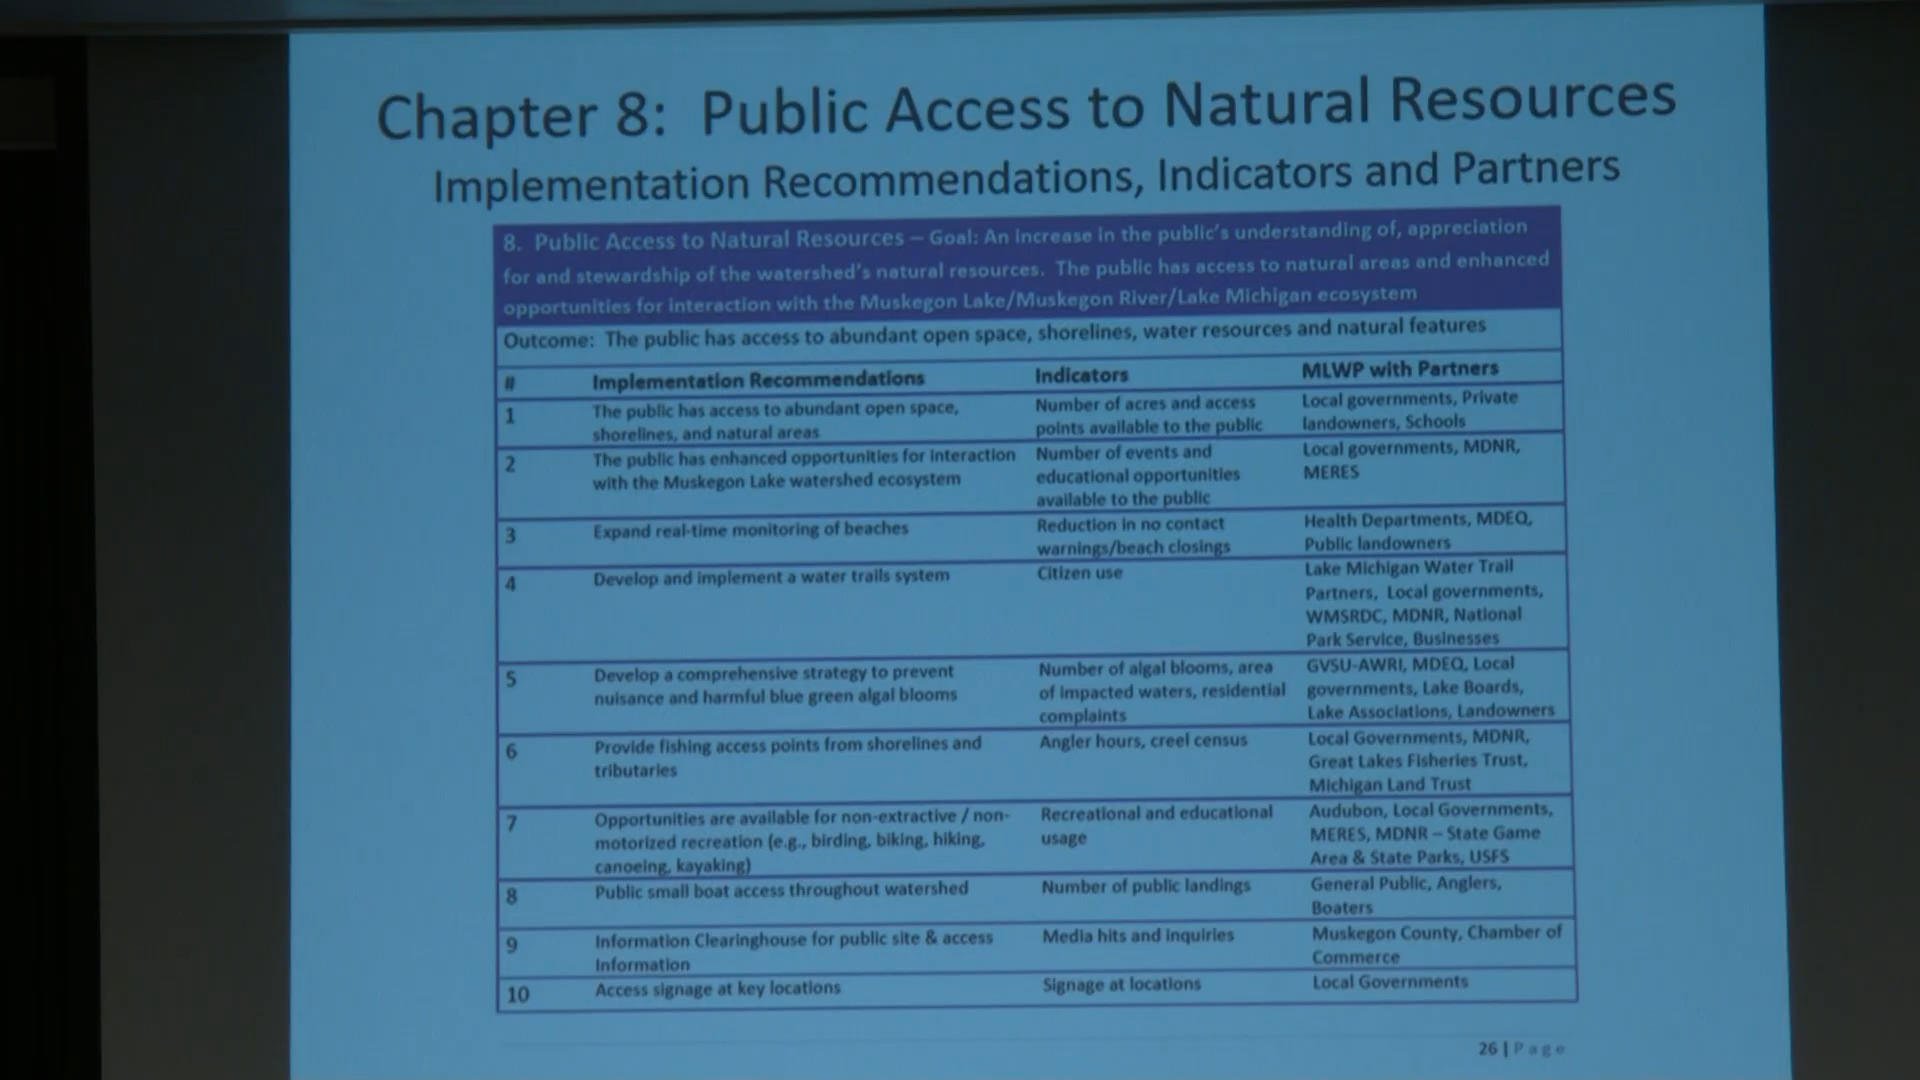 Chapter 8: Public Access to Natural Resources
Implementation Recommendations, Indicators and Partners
8. Public Access to Natural Resources – Goal: An increase in the public's understanding of, appreciation
for and stewardship of the watershed's natural resources. The public has access to natural areas and enhanced
opportunities for interaction with the Muskegon Lake/Muskegon River/Lake Michigan ecosystem
Outcome: The public has access to abundant open space, shorelines, water resources and natural features
# Implementation Recommendations Indicators MLWP with Partners
1 The public has access to abundant open space, Number of acres and access Local governments, Private
shorelines, and natural areas points available to the public landowners, Schools
2 The public has enhanced opportunities for interaction Number of events and Local governments, MDNR,
with the Muskegon Lake watershed ecosystem educational opportunities MERES
available to the public
3 Expand real-time monitoring of beaches Reduction in no contact Health Departments, MDEQ,
warnings/beach closings Public landowners
4 Develop and implement a water trails system Citizen use Lake Michigan Water Trail
Partners, Local governments,
WMSRDC, MDNR, National
Park Service, Businesses
5 Develop a comprehensive strategy to prevent Number of algal blooms, area GVSU-AWRI, MDEQ, Local
nuisance and harmful blue green algal blooms of impacted waters, residential governments, Lake Boards,
complaints Lake Associations, Landowners
6 Provide fishing access points from shorelines and Angler hours, creel census Local Governments, MDNR,
tributaries Great Lakes Fisheries Trust,
Michigan Land Trust
7 Opportunities are available for non-extractive / non- Recreational and educational Audubon, Local Governments,
motorized recreation (e.g., birding, biking, hiking, usage MERES, MDNR – State Game
canoeing, kayaking) Area & State Parks, USFS
8 Public small boat access throughout watershed Number of public landings General Public, Anglers,
Boaters
9 Information Clearinghouse for public site & access Media hits and inquiries Muskegon County, Chamber of
Information Commerce
10 Access signage at key locations Signage at locations Local Governments
26 | Page